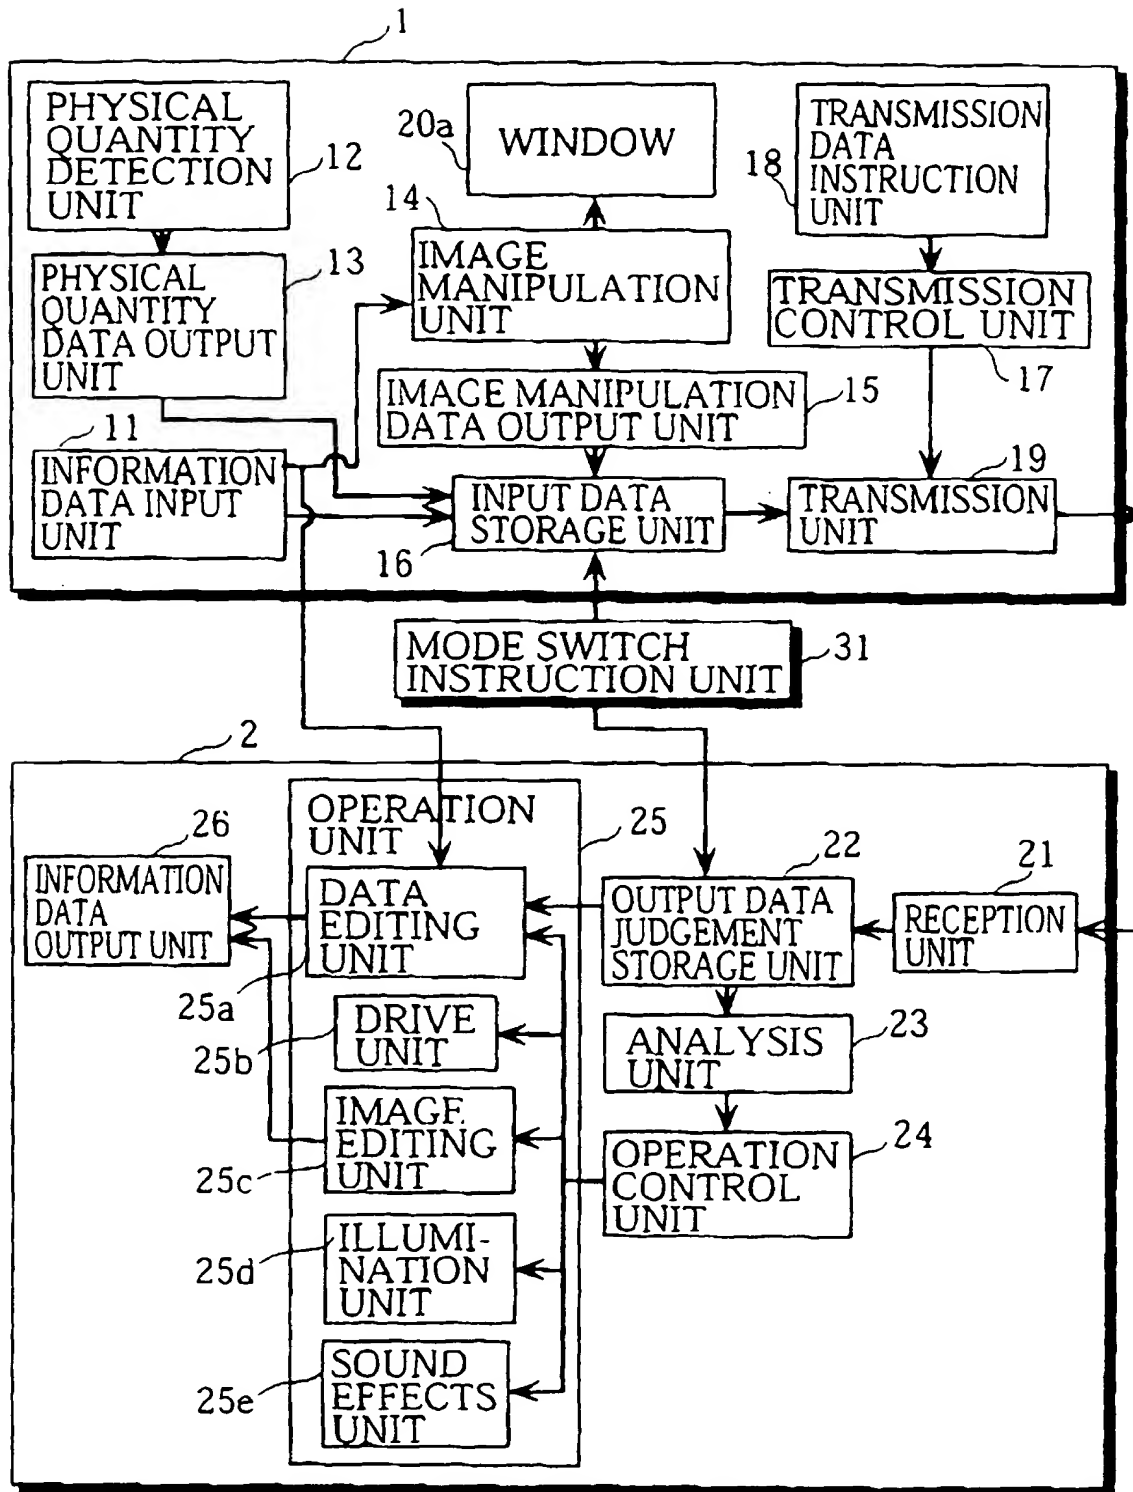 1
PHYSICAL
QUANTITY
DETECTION
UNIT
12
20a
WINDOW
TRANSMISSION
DATA
INSTRUCTION
UNIT
18
PHYSICAL
QUANTITY
DATA OUTPUT
UNIT
13
14
IMAGE
MANIPULATION
UNIT
TRANSMISSION
CONTROL UNIT
17
IMAGE MANIPULATION
DATA OUTPUT UNIT
15
11
INFORMATION
DATA INPUT
UNIT
INPUT DATA
STORAGE UNIT
16
19
TRANSMISSION
UNIT
MODE SWITCH
INSTRUCTION UNIT
31
2
26
INFORMATION
DATA
OUTPUT UNIT
OPERATION
UNIT
25
DATA
EDITING
UNIT
25a
22
OUTPUT DATA
JUDGEMENT
STORAGE UNIT
21
RECEPTION
UNIT
DRIVE
UNIT
25b
ANALYSIS
UNIT
23
IMAGE
EDITING
UNIT
25c
OPERATION
CONTROL
UNIT
24
ILLUMI-
NATION
UNIT
25d
SOUND
EFFECTS
UNIT
25e